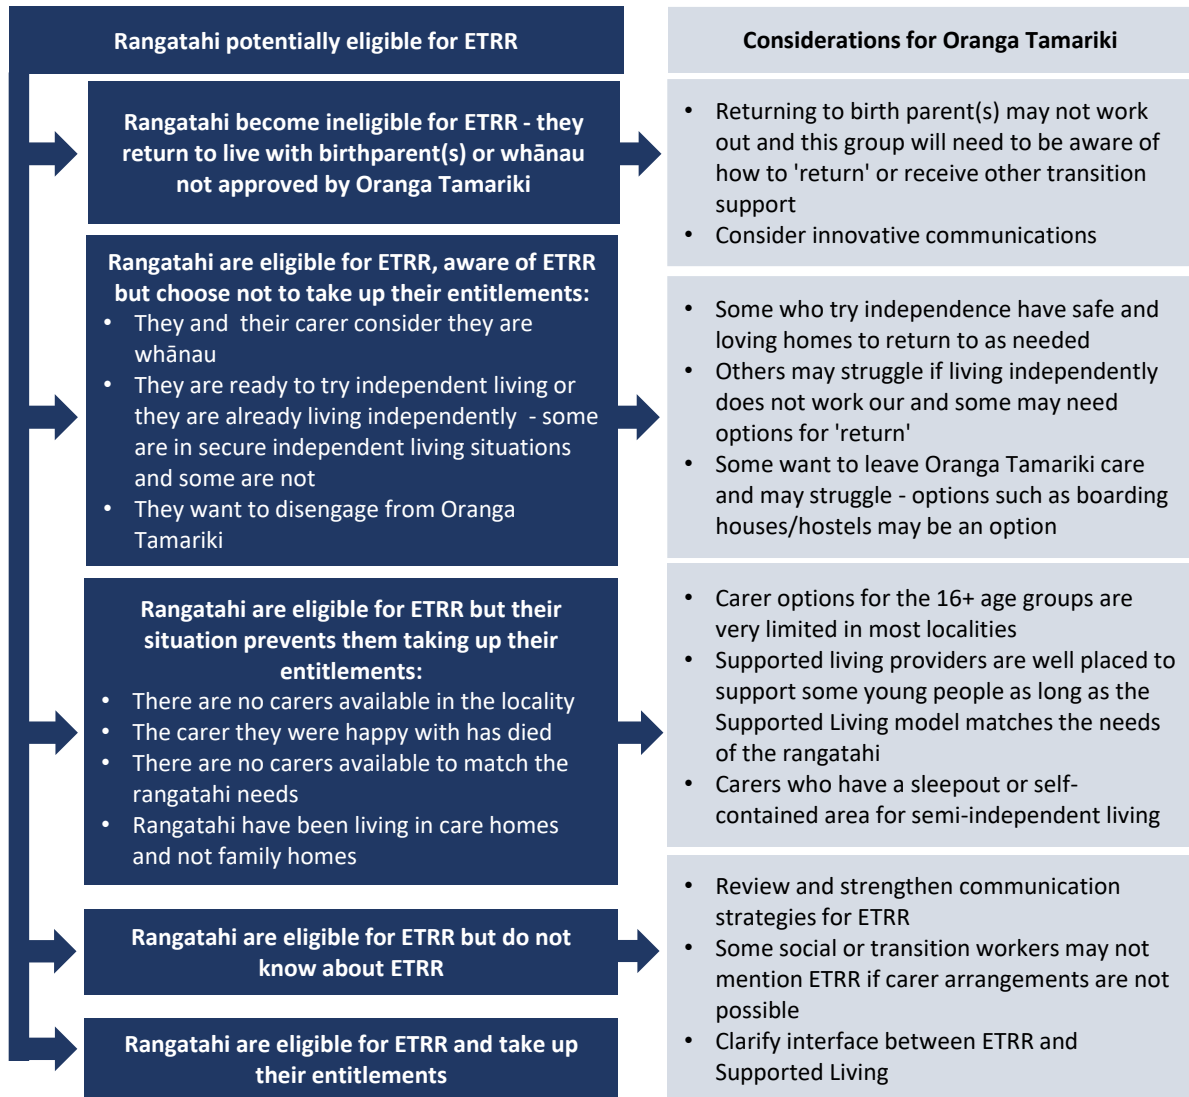 Rangatahi potentially eligible for ETRR
Considerations for Oranga Tamariki
Rangatahi become ineligible for ETRR - they
return to live with birthparent(s) or whānau
not approved by Oranga Tamariki
• Returning to birth parent(s) may not work
out and this group will need to be aware of
how to 'return' or receive other transition
support
• Consider innovative communications
Rangatahi are eligible for ETRR, aware of ETRR
but choose not to take up their entitlements:
• They and  their carer consider they are
whānau
• They are ready to try independent living or
they are already living independently  - some
are in secure independent living situations
and some are not
• They want to disengage from Oranga
Tamariki
• Some who try independence have safe and
loving homes to return to as needed
• Others may struggle if living independently
does not work our and some may need
options for 'return'
• Some want to leave Oranga Tamariki care
and may struggle - options such as boarding
houses/hostels may be an option
Rangatahi are eligible for ETRR but their
situation prevents them taking up their
entitlements:
• There are no carers available in the locality
• The carer they were happy with has died
• There are no carers available to match the
rangatahi needs
• Rangatahi have been living in care homes
and not family homes
• Carer options for the 16+ age groups are
very limited in most localities
• Supported living providers are well placed to
support some young people as long as the
Supported Living model matches the needs
of the rangatahi
• Carers who have a sleepout or self-
contained area for semi-independent living
Rangatahi are eligible for ETRR but do not
know about ETRR
• Review and strengthen communication
strategies for ETRR
• Some social or transition workers may not
mention ETRR if carer arrangements are not
possible
• Clarify interface between ETRR and
Supported Living
Rangatahi are eligible for ETRR and take up
their entitlements